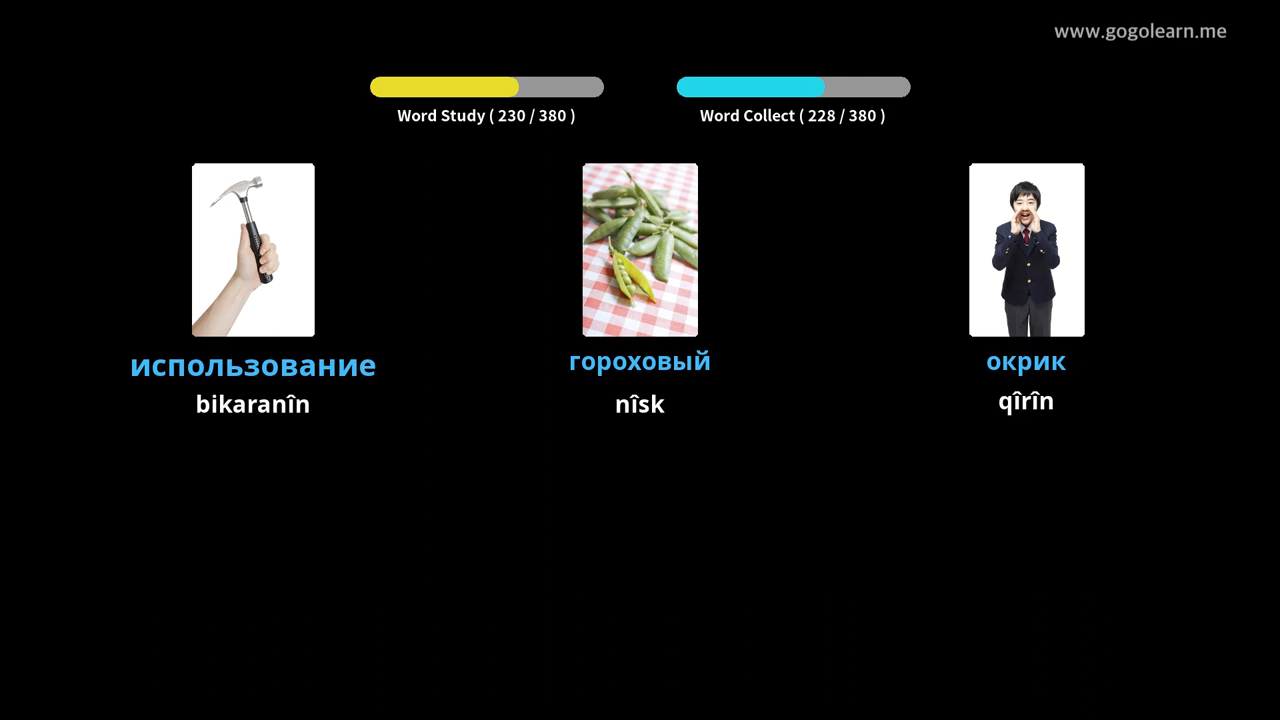 www.gogolearn.me
Word Study ( 230 / 380 )
Word Collect ( 228 / 380 )
использование
bikaranîn
гороховый
nîsk
окрик
qîrîn